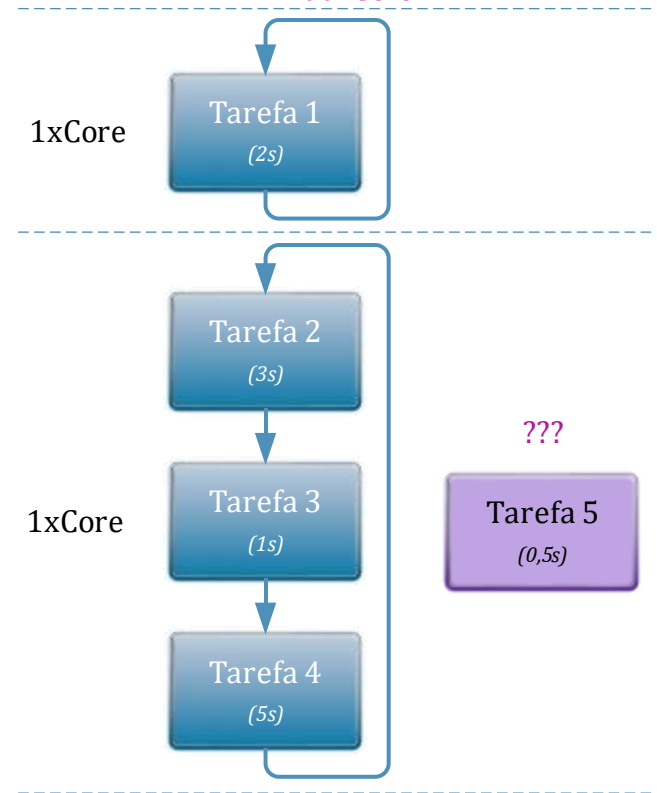 1xCore
Tarefa 1
(2s)
Tarefa 2
(3s)
???
1xCore
Tarefa 3
(1s)
Tarefa 5
(0,5s)
Tarefa 4
(5s)